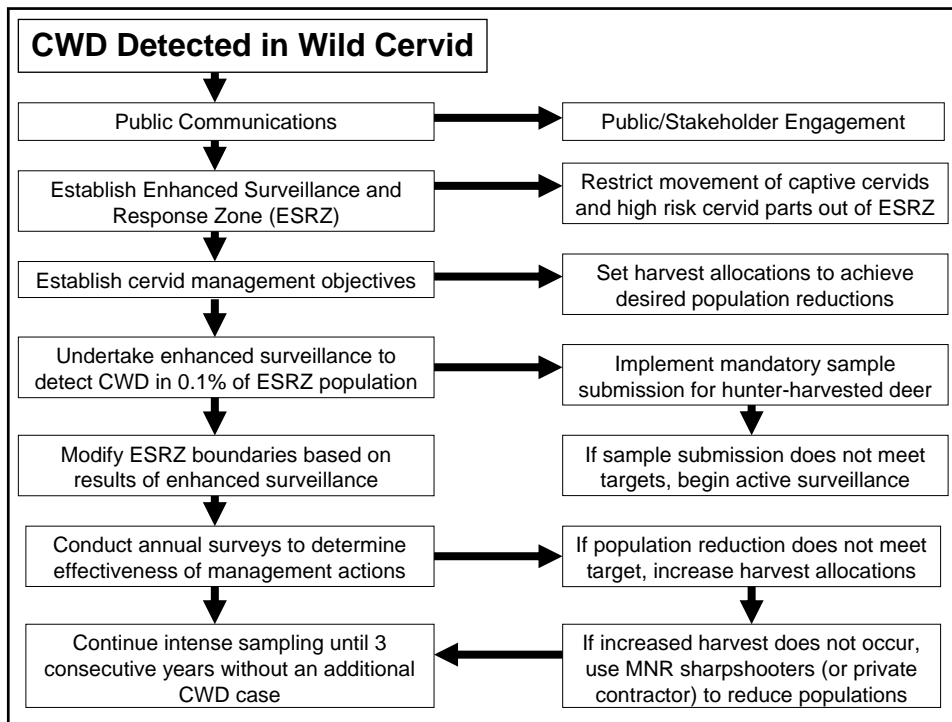 CWD Detected in Wild Cervid
Public Communications
Public/Stakeholder Engagement
Establish Enhanced Surveillance and
Response Zone (ESRZ)
Restrict movement of captive cervids
and high risk cervid parts out of ESRZ
Establish cervid management objectives
Set harvest allocations to achieve
desired population reductions
Undertake enhanced surveillance to
detect CWD in 0.1% of ESRZ population
Implement mandatory sample
submission for hunter-harvested deer
Modify ESRZ boundaries based on
results of enhanced surveillance
If sample submission does not meet
targets, begin active surveillance
Conduct annual surveys to determine
effectiveness of management actions
If population reduction does not meet
target, increase harvest allocations
Continue intense sampling until 3
consecutive years without an additional
CWD case
If increased harvest does not occur,
use MNR sharpshooters (or private
contractor) to reduce populations